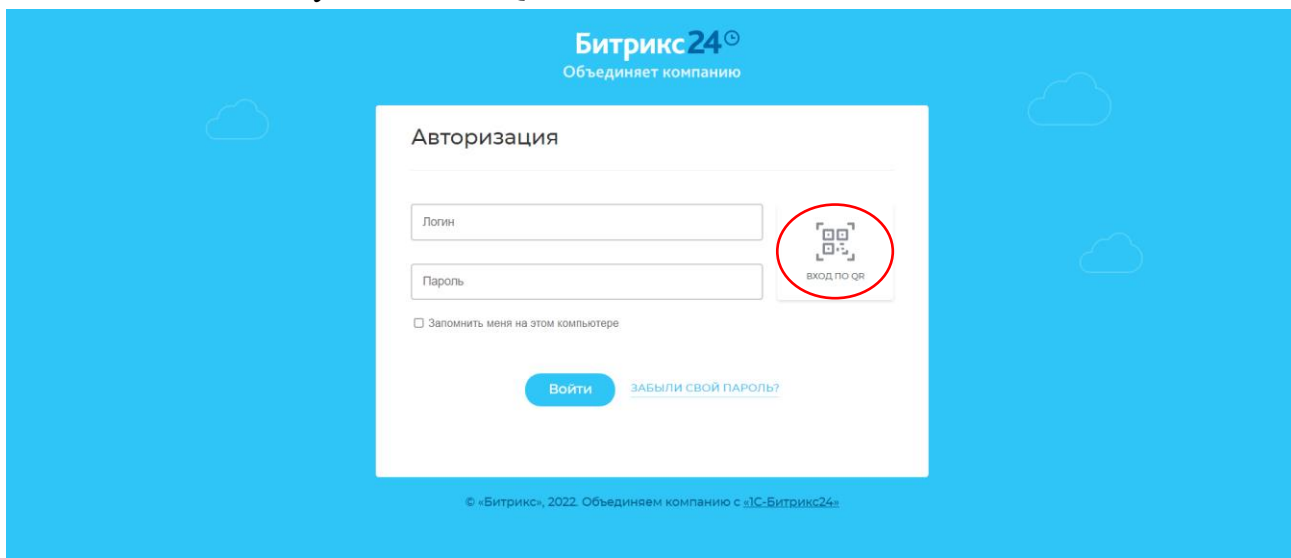 Битрикс24
Объединяет компанию
Авторизация
Логин
Пароль
ВХОД ПО QR
Запомнить меня на этом компьютере
Войти
ЗАБЫЛИ СВОЙ ПАРОЛЬ?
© «Битрикс», 2022. Объединяем компанию с «1С-Битрикс24»